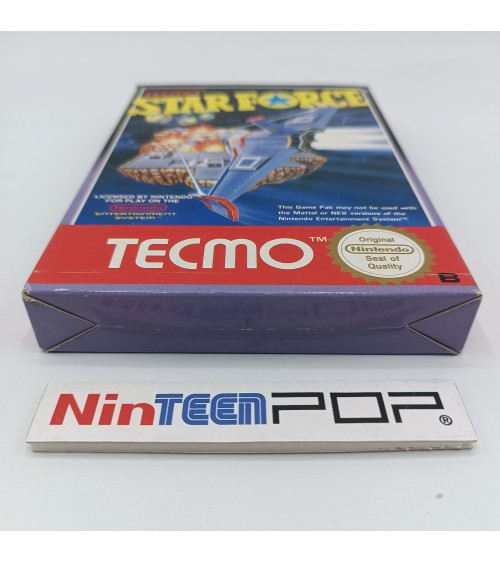 STAR FORCE
LICENSED BY NINTENDO
FOR PLAY ON THE
Nintendo
ENTERTAINMENT
SYSTEM™
This Game Pak may not be used with
the Mattel or NES versions of the
Nintendo Entertainment System™
TECMO™
Original
Nintendo
Seal of
Quality
B
NinTEENPOP®